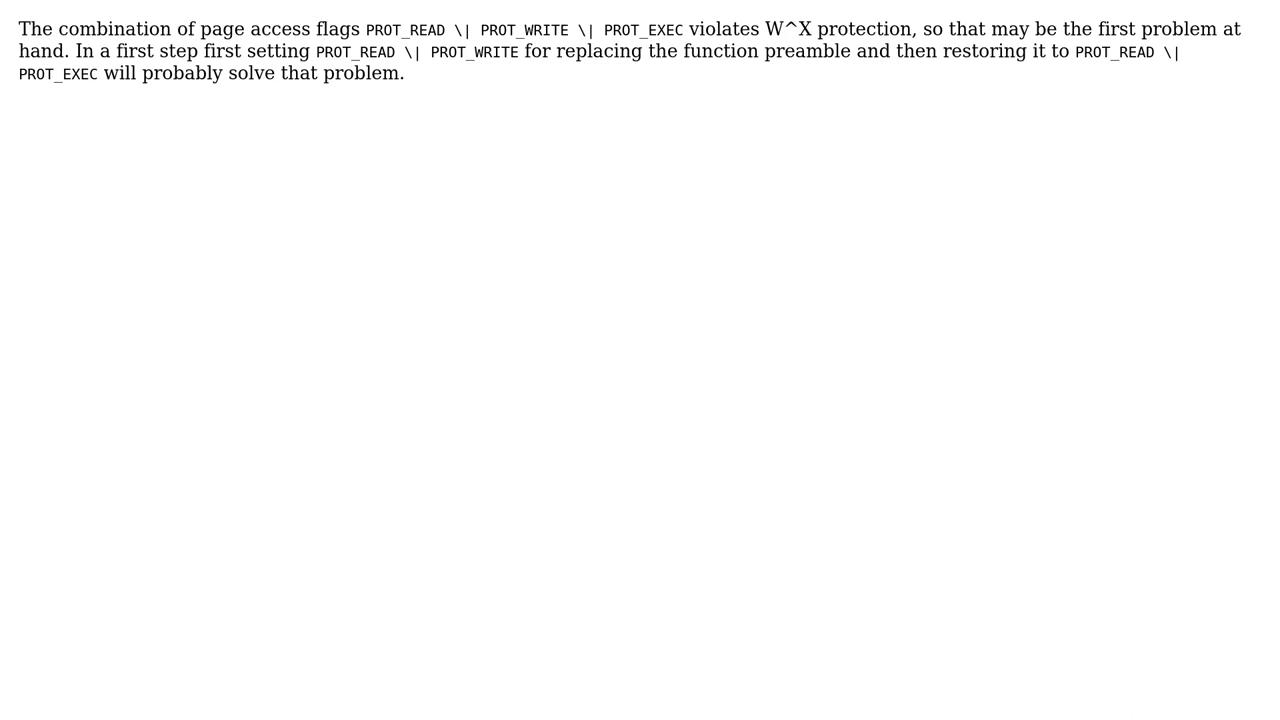 The combination of page access flags PROT_READ \| PROT_WRITE \| PROT_EXEC violates W^X protection, so that may be the first problem at
hand. In a first step first setting PROT_READ \| PROT_WRITE for replacing the function preamble and then restoring it to PROT_READ \|
PROT_EXEC will probably solve that problem.